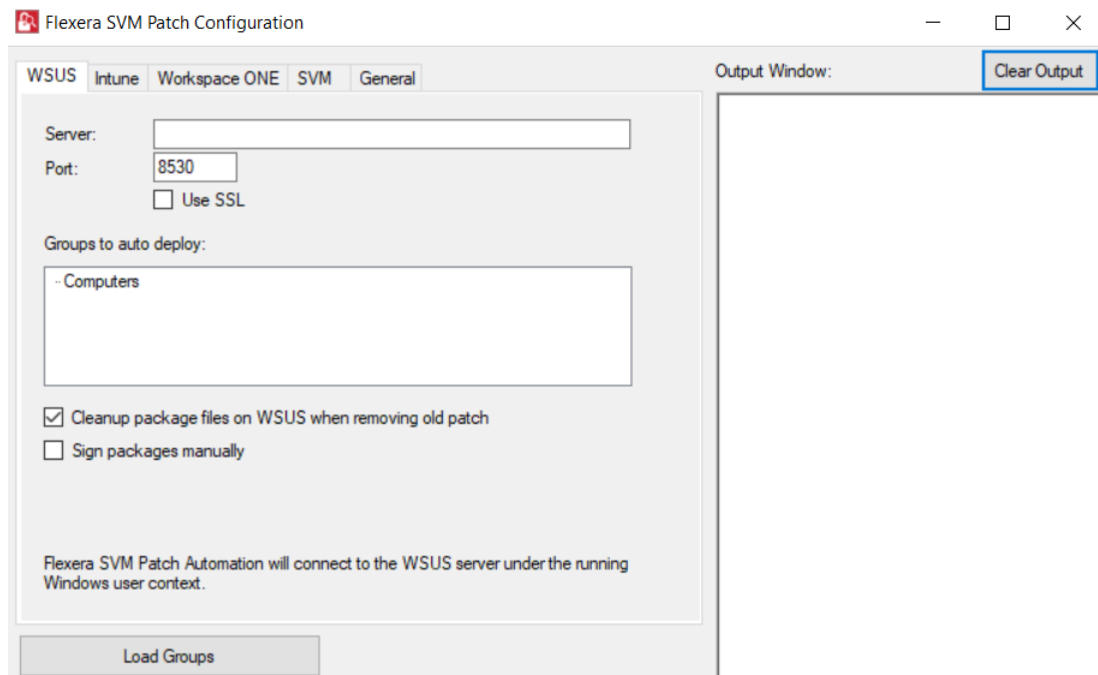 Flexera SVM Patch Configuration
WSUS Intune Workspace ONE SVM General
Output Window:
Clear Output
Server:
Port: 8530
Use SSL
Groups to auto deploy:
Computers
Cleanup package files on WSUS when removing old patch
Sign packages manually
Flexera SVM Patch Automation will connect to the WSUS server under the running
Windows user context.
Load Groups